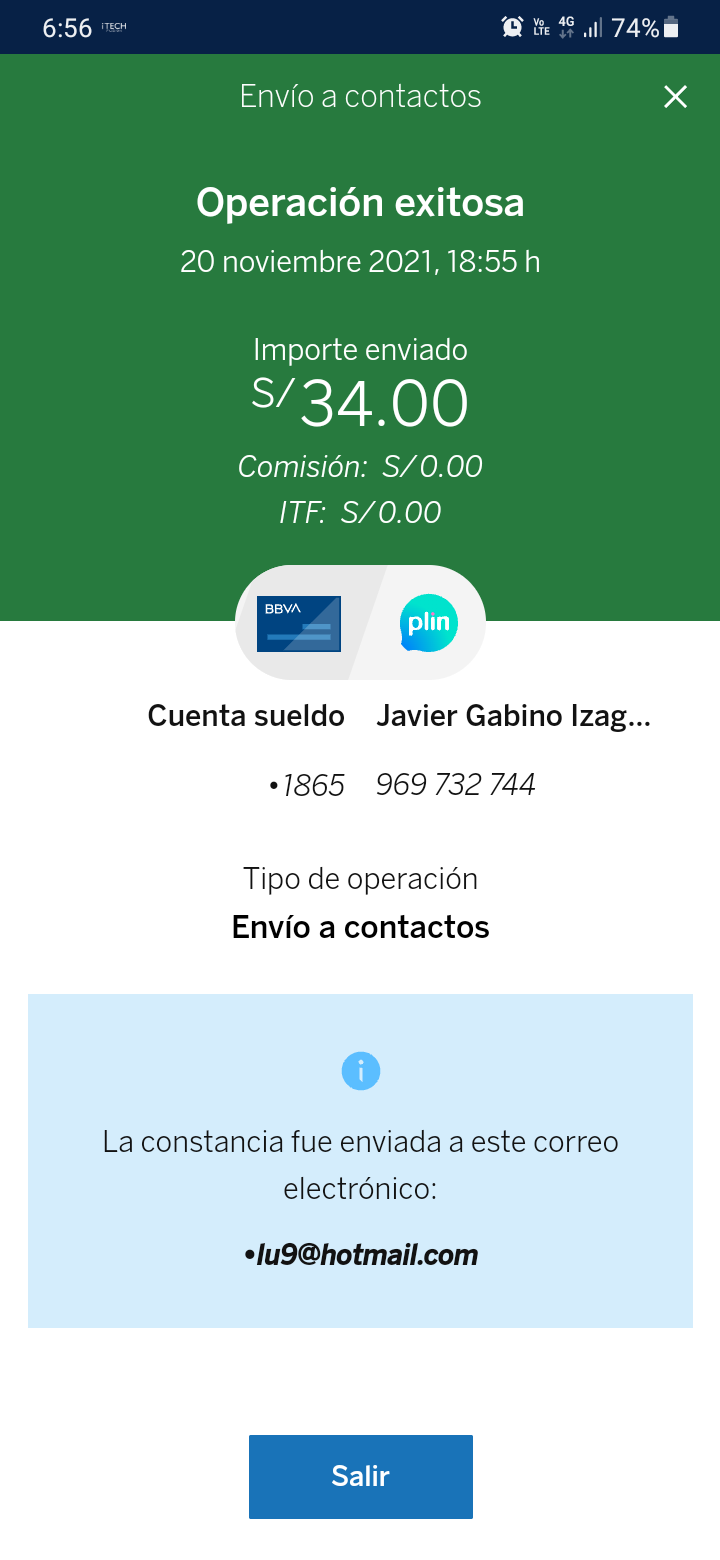 6:56 iTECH Vo LTE 4G 74%
Envío a contactos
Operación exitosa
20 noviembre 2021, 18:55 h
Importe enviado
S/34.00
Comisión: S/0.00
ITF: S/0.00
BBVA plin
Cuenta sueldo Javier Gabino Izag...
•1865 969 732 744
Tipo de operación
Envío a contactos
La constancia fue enviada a este correo
electrónico:
•lu9@hotmail.com
Salir